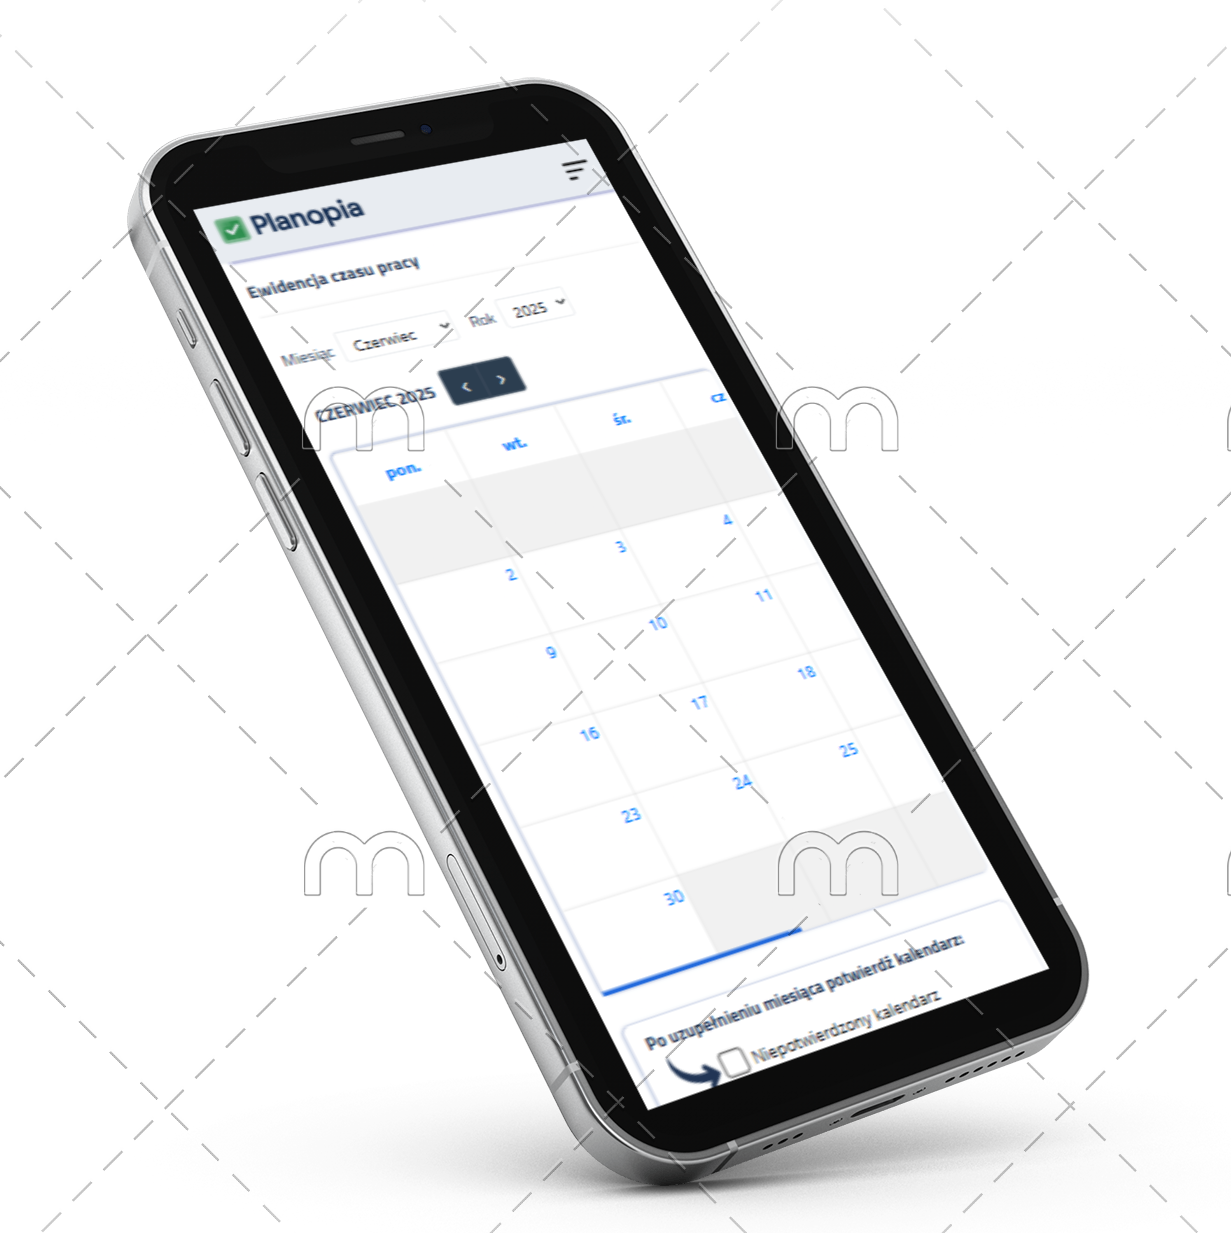 Planopia
Ewidencja czasu pracy
Miesiąc Czerwiec Rok 2025
CZERWIEC 2025
pon. wt. śr. cz
2 3 4
9 10 11
16 17 18
23 24 25
30
Po uzupełnieniu miesiąca potwierdź kalendarz:
Niepotwierdzony kalendarz